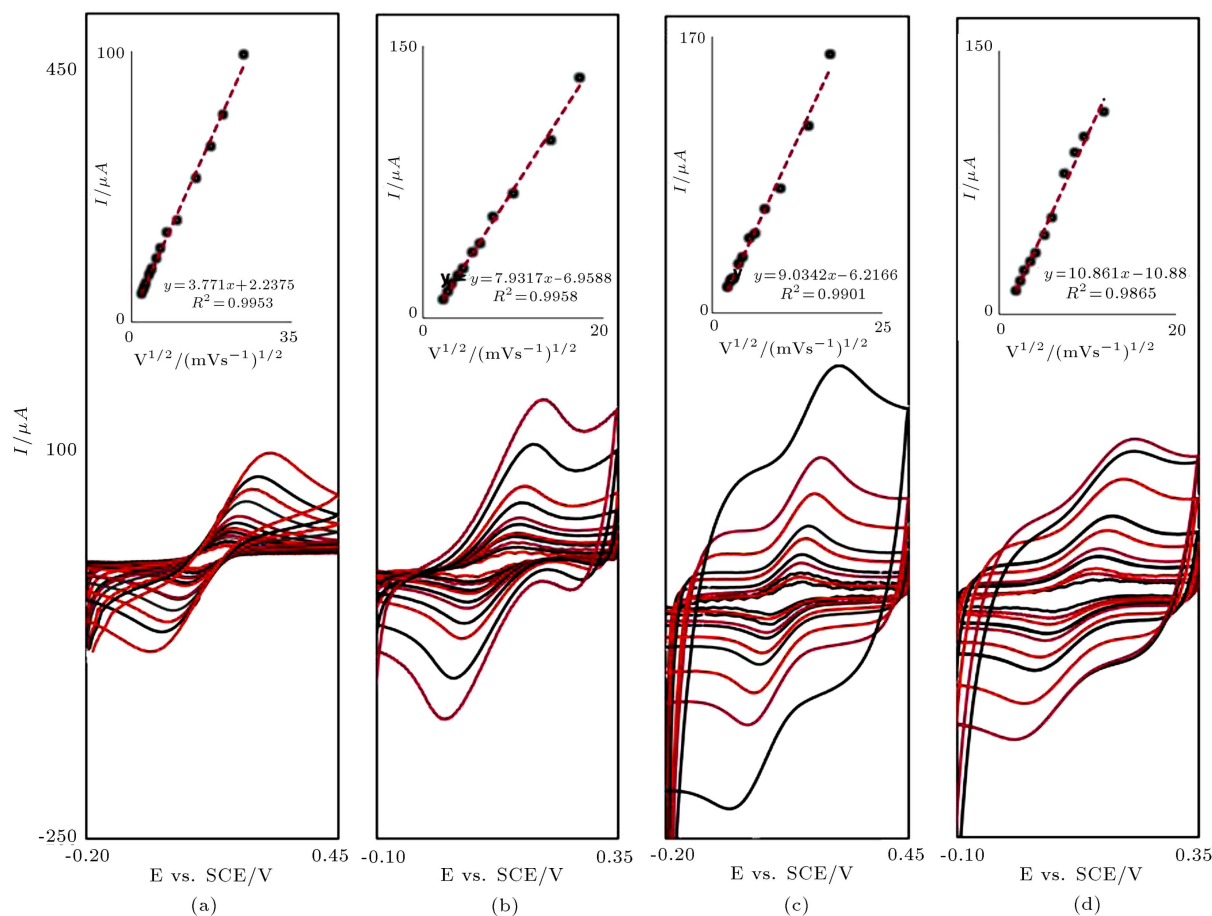 450
100
-250
I/μA
100
0
0
35
I/μA
y=3.771x+2.2375
R²=0.9953
V^{1/2}/(mVs⁻¹)^{1/2}
-0.20
0.45
E vs. SCE/V
(a)
150
0
0
20
I/μA
y = y=7.9317x−6.9588
R²=0.9958
V^{1/2}/(mVs⁻¹)^{1/2}
-0.10
0.35
E vs. SCE/V
(b)
170
0
0
25
I/μA
y y=9.0342x−6.2166
R²=0.9901
V^{1/2}/(mVs⁻¹)^{1/2}
-0.20
0.45
E vs. SCE/V
(c)
150
0
0
20
I/μA
y=10.861x−10.88
R²=0.9865
V^{1/2}/(mVs⁻¹)^{1/2}
-0.10
0.35
E vs. SCE/V
(d)